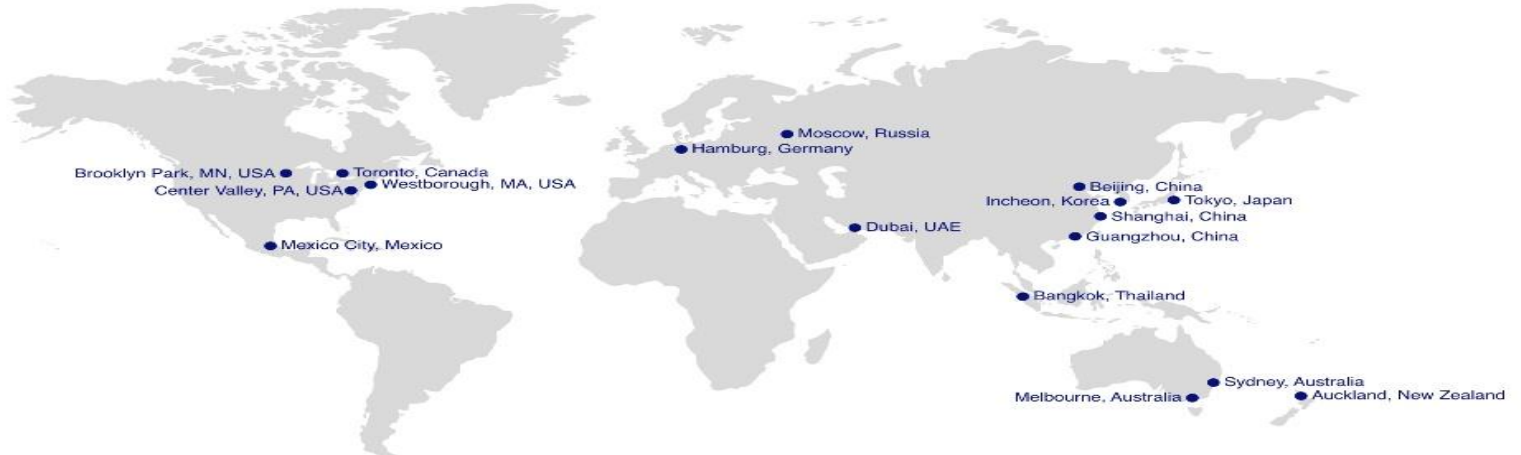 Moscow, Russia
Hamburg, Germany
Brooklyn Park, MN, USA
Toronto, Canada
Westborough, MA, USA
Center Valley, PA, USA
Beijing, China
Incheon, Korea
Tokyo, Japan
Shanghai, China
Dubai, UAE
Guangzhou, China
Mexico City, Mexico
Bangkok, Thailand
Sydney, Australia
Melbourne, Australia
Auckland, New Zealand